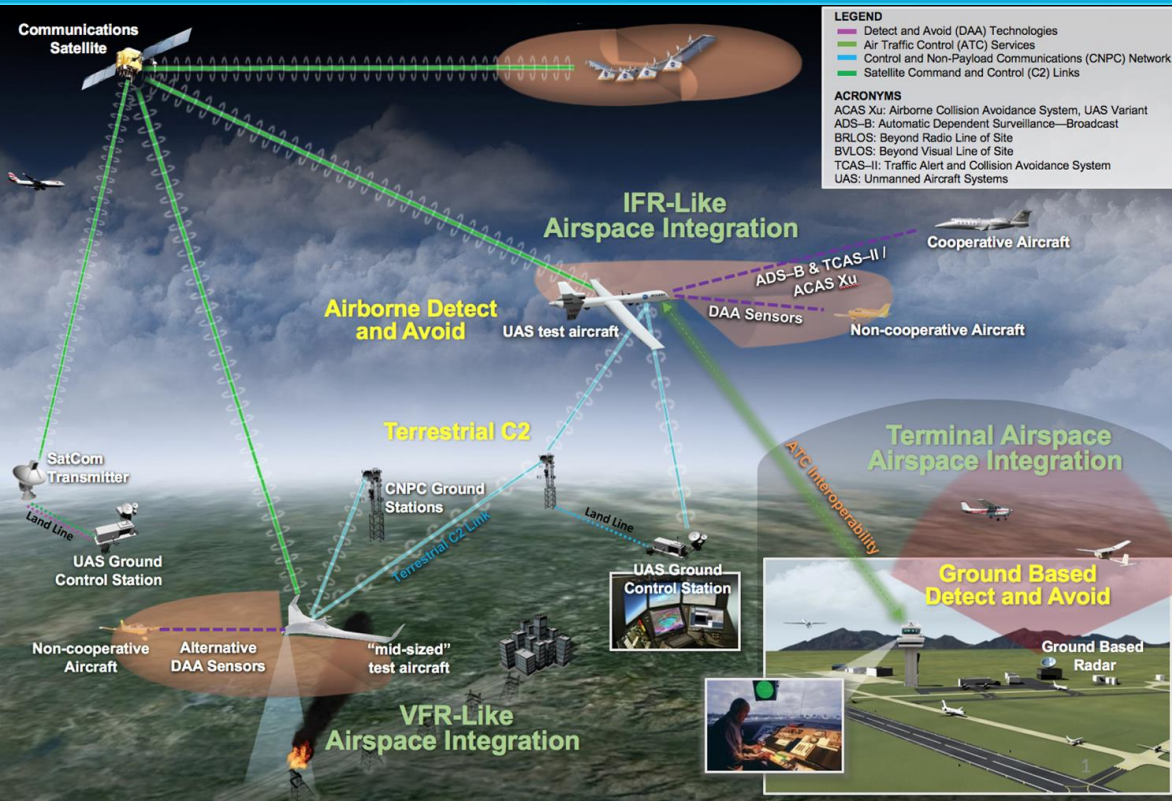 Communications
Satellite
LEGEND
Detect and Avoid (DAA) Technologies
Air Traffic Control (ATC) Services
Control and Non-Payload Communications (CNPC) Network
Satellite Command and Control (C2) Links
ACRONYMS
ACAS Xu: Airborne Collision Avoidance System, UAS Variant
ADS–B: Automatic Dependent Surveillance—Broadcast
BRLOS: Beyond Radio Line of Site
BVLOS: Beyond Visual Line of Site
TCAS–II: Traffic Alert and Collision Avoidance System
UAS: Unmanned Aircraft Systems
IFR-Like
Airspace Integration
Cooperative Aircraft
ADS–B & TCAS–II /
ACAS Xu
DAA Sensors
Non-cooperative Aircraft
Airborne Detect
and Avoid
UAS test aircraft
Terrestrial C2
Terminal Airspace
Airspace Integration
ATC Interoperability
SatCom
Transmitter
Land Line
UAS Ground
Control Station
CNPC Ground
Stations
Terrestrial C2 Link
Land Line
UAS Ground
Control Station
Ground Based
Detect and Avoid
Ground Based
Radar
Non-cooperative
Aircraft
Alternative
DAA Sensors
“mid-sized”
test aircraft
VFR-Like
Airspace Integration
1